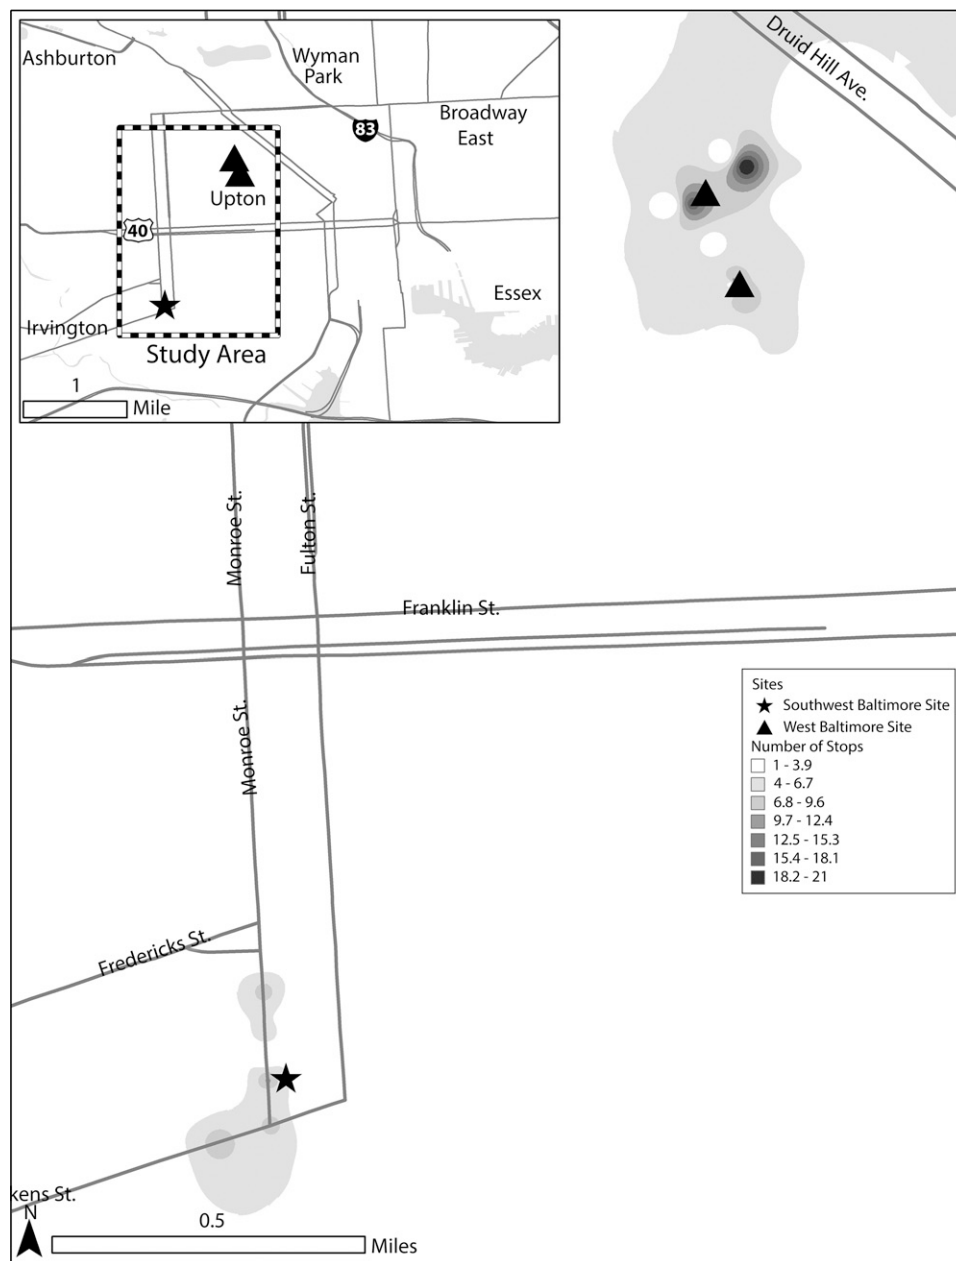 Ashburton
Wyman
Park
Broadway
East
83
Upton
40
Essex
Irvington
Study Area
1
Mile
Druid Hill Ave.
Monroe St.
Fulton St.
Franklin St.
Monroe St.
Sites
Southwest Baltimore Site
West Baltimore Site
Number of Stops
1 - 3.9
4 - 6.7
6.8 - 9.6
9.7 - 12.4
12.5 - 15.3
15.4 - 18.1
18.2 - 21
Fredericks St.
kens St.
N
0.5
Miles